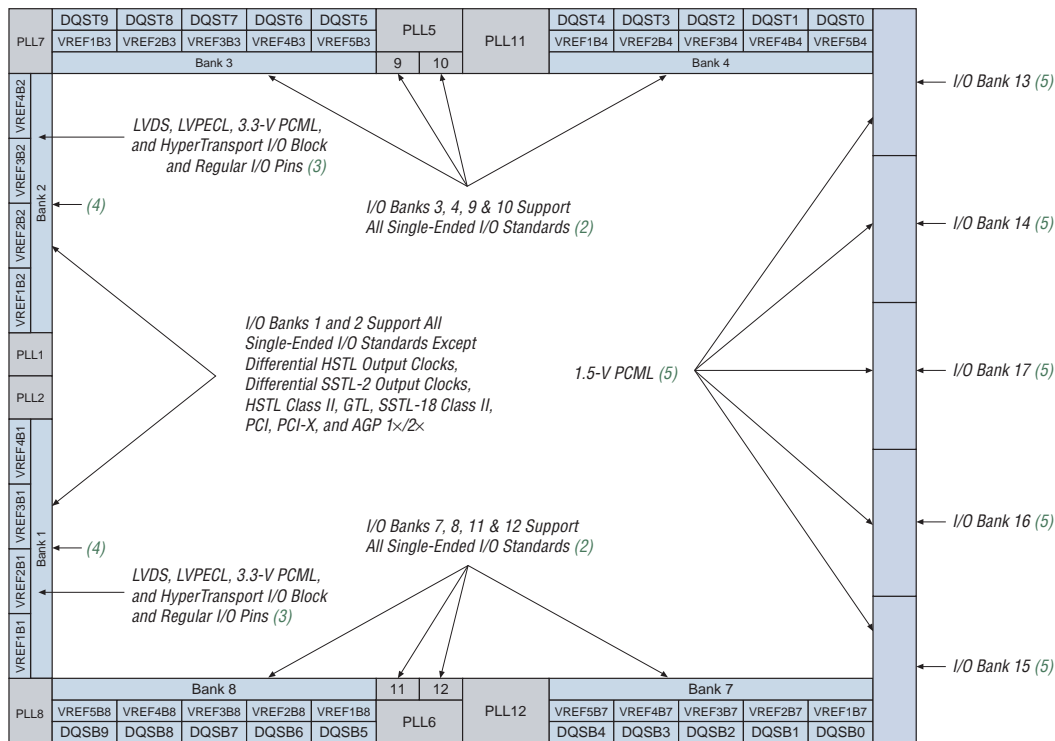 PLL7
DQST9 DQST8 DQST7 DQST6 DQST5
VREF1B3 VREF2B3 VREF3B3 VREF4B3 VREF5B3
Bank 3
PLL5
9 10
PLL11
DQST4 DQST3 DQST2 DQST1 DQST0
VREF1B4 VREF2B4 VREF3B4 VREF4B4 VREF5B4
Bank 4
VREF4B2
VREF3B2
VREF2B2
VREF1B2
Bank 2
LVDS, LVPECL, 3.3-V PCML,
and HyperTransport I/O Block
and Regular I/O Pins (3)
(4)
I/O Banks 3, 4, 9 & 10 Support
All Single-Ended I/O Standards (2)
I/O Bank 13 (5)
I/O Bank 14 (5)
PLL1
PLL2
I/O Banks 1 and 2 Support All
Single-Ended I/O Standards Except
Differential HSTL Output Clocks,
Differential SSTL-2 Output Clocks,
HSTL Class II, GTL, SSTL-18 Class II,
PCI, PCI-X, and AGP 1×/2×
1.5-V PCML (5)
I/O Bank 17 (5)
VREF4B1
VREF3B1
VREF2B1
VREF1B1
Bank 1
(4)
LVDS, LVPECL, 3.3-V PCML,
and HyperTransport I/O Block
and Regular I/O Pins (3)
I/O Banks 7, 8, 11 & 12 Support
All Single-Ended I/O Standards (2)
I/O Bank 16 (5)
I/O Bank 15 (5)
PLL8
Bank 8
VREF5B8 VREF4B8 VREF3B8 VREF2B8 VREF1B8
DQSB9 DQSB8 DQSB7 DQSB6 DQSB5
11 12
PLL6
PLL12
Bank 7
VREF5B7 VREF4B7 VREF3B7 VREF2B7 VREF1B7
DQSB4 DQSB3 DQSB2 DQSB1 DQSB0